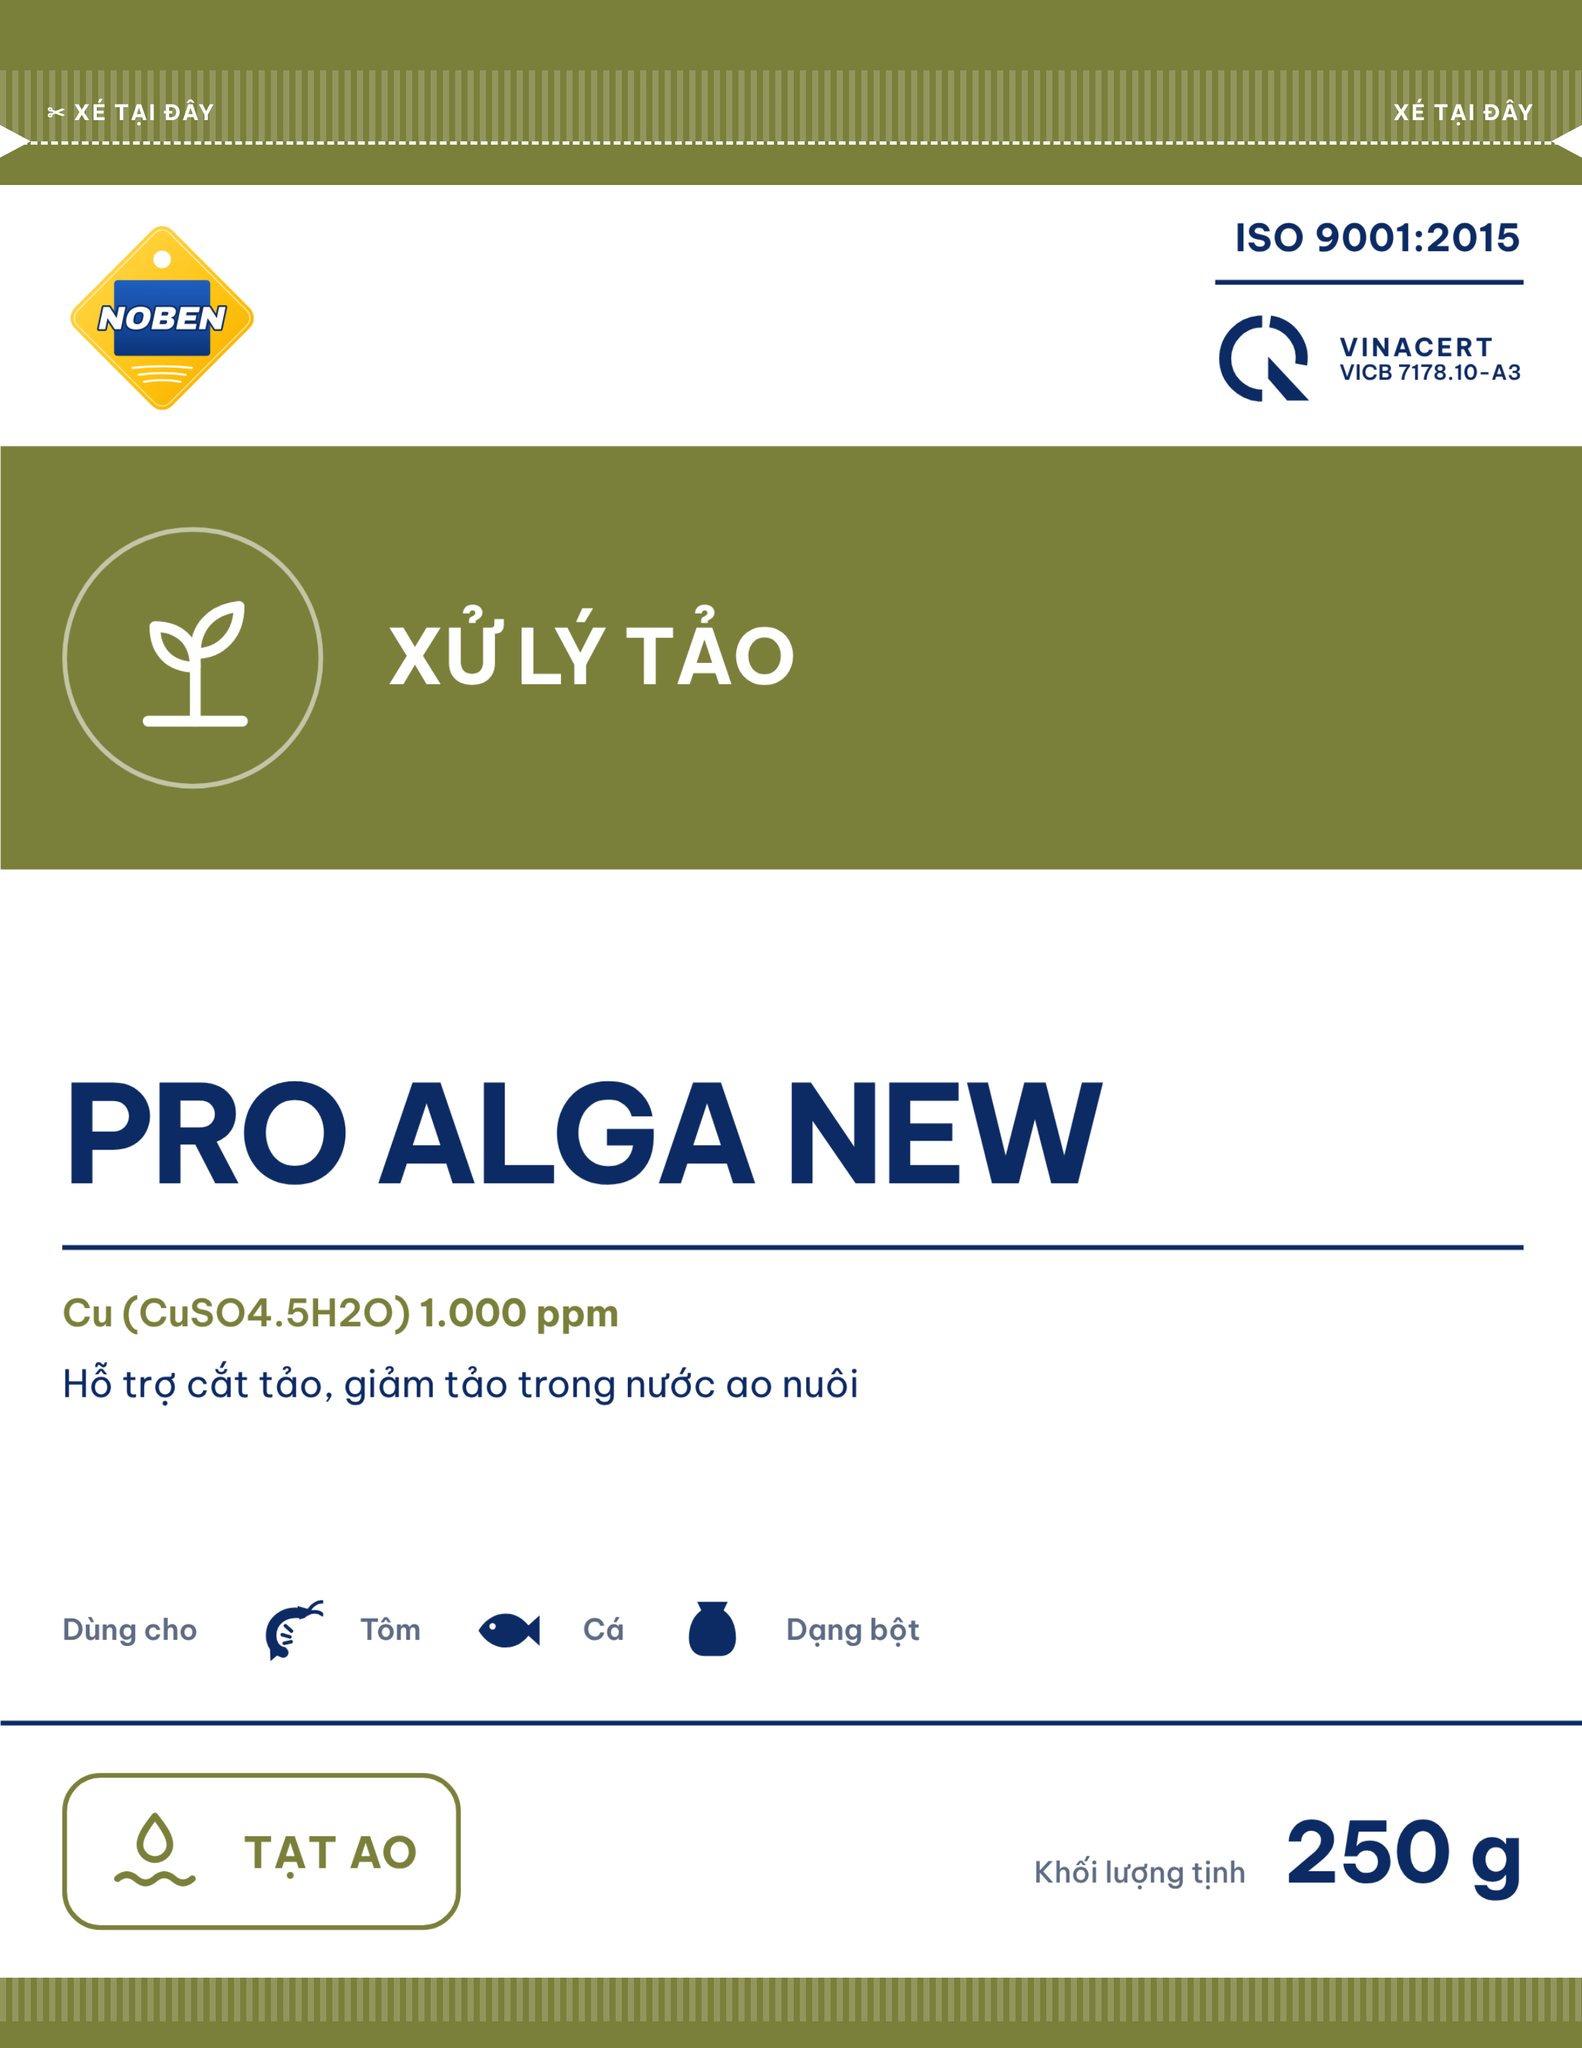 ✂ XÉ TẠI ĐÂY
XÉ TẠI ĐÂY
NOBEN
ISO 9001:2015
VINACERT
VICB 7178.10-A3
XỬ LÝ TẢO
PRO ALGA NEW
Cu (CuSO4.5H2O) 1.000 ppm
Hỗ trợ cắt tảo, giảm tảo trong nước ao nuôi
Dùng cho Tôm Cá Dạng bột
TẠT AO
Khối lượng tịnh 250 g